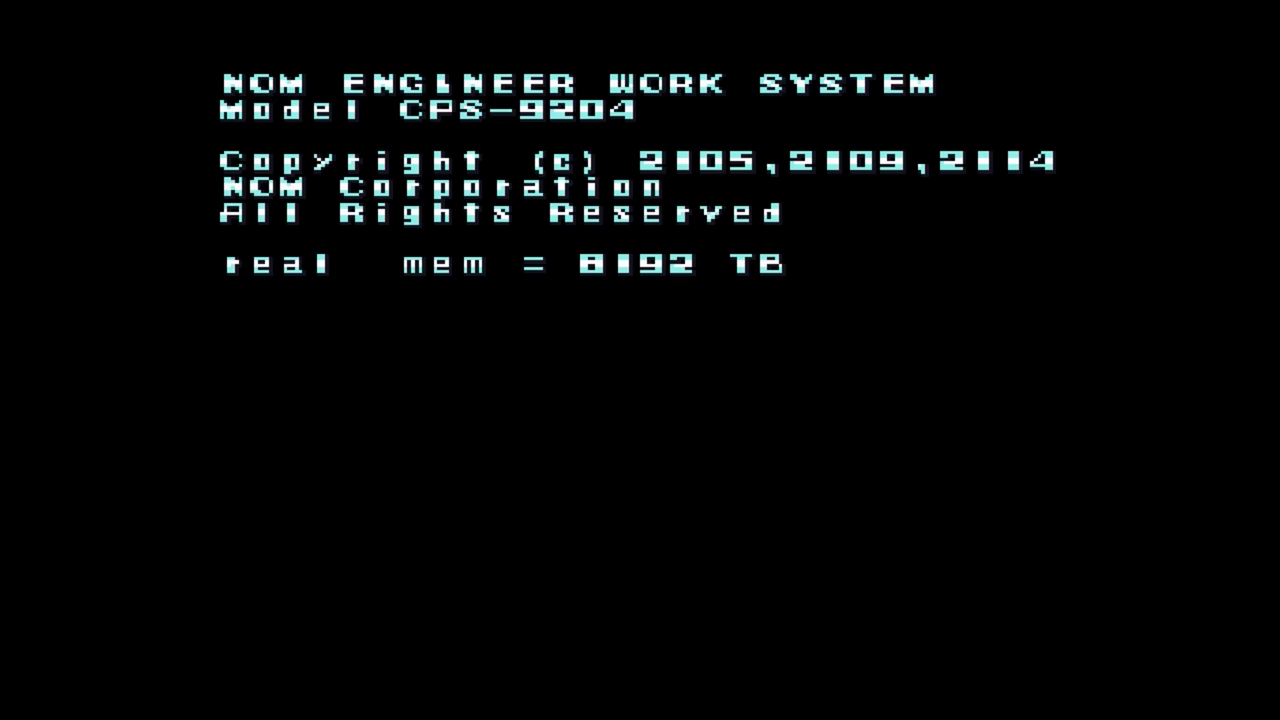 NOM ENGINEER WORK SYSTEM
Model CPS-9204
Copyright (c) 2105,2109,2114
NOM Corporation
All Rights Reserved
real mem = 8192 TB